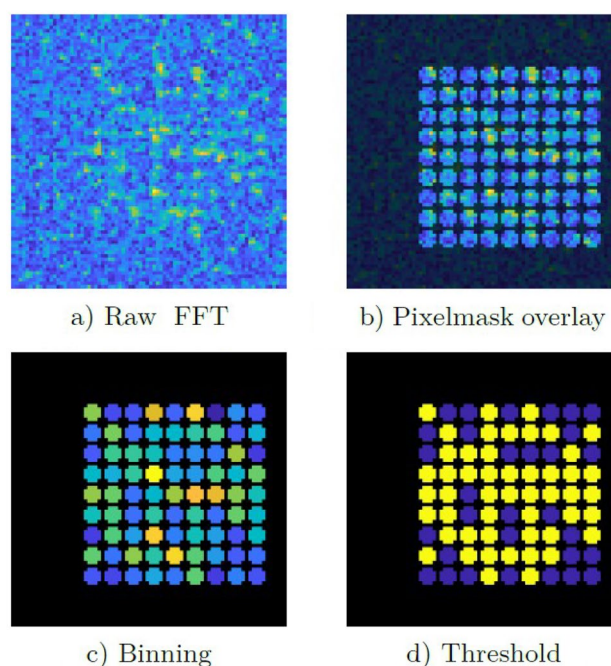 a) Raw FFT
b) Pixelmask overlay
c) Binning
d) Threshold